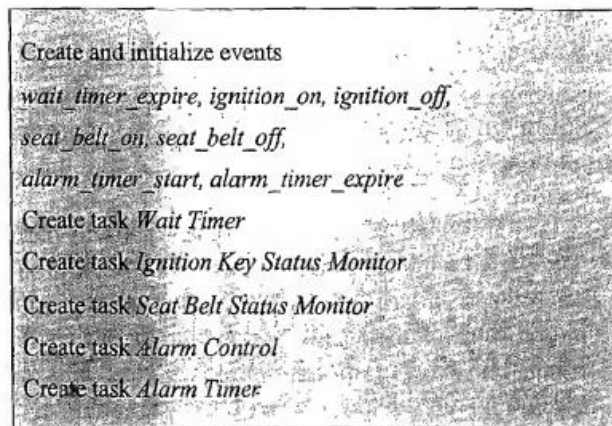 Create and initialize events
wait_timer_expire, ignition_on, ignition_off,
seat_belt_on, seat_belt_off,
alarm_timer_start, alarm_timer_expire
Create task Wait Timer
Create task Ignition Key Status Monitor
Create task Seat Belt Status Monitor
Create task Alarm Control
Create task Alarm Timer